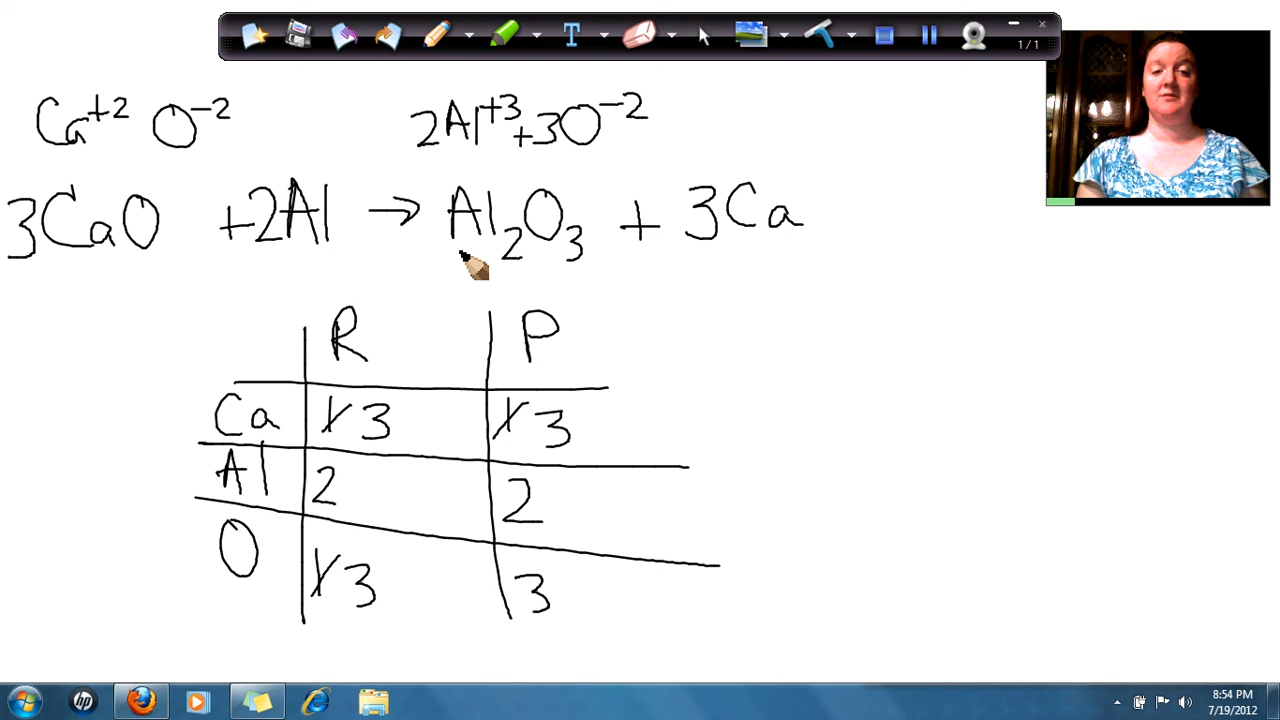 1/1
Ca+2 O-2 2Al+3+3O-2
3CaO +2Al → Al2O3 + 3Ca
R P
Ca 1 3 1 3
Al 2 2
O 1 3 3
8:54 PM
7/19/2012